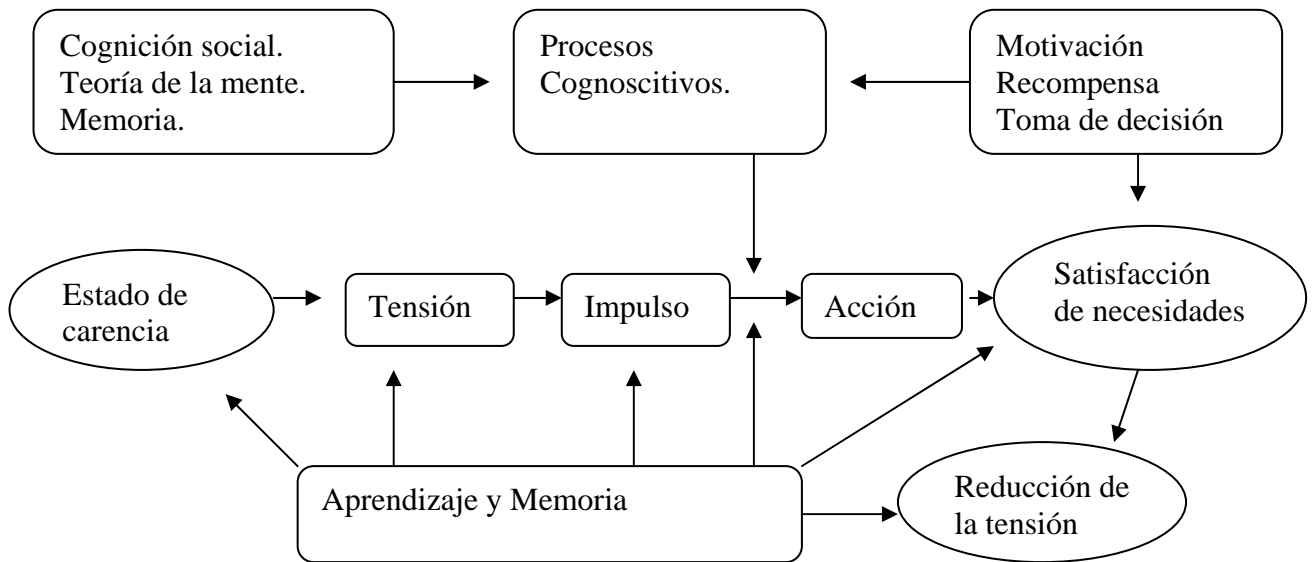 Cognición social.
Teoría de la mente.
Memoria.
Procesos
Cognoscitivos.
Motivación
Recompensa
Toma de decisión
Estado de
carencia
Tensión
Impulso
Acción
Satisfacción
de necesidades
Aprendizaje y Memoria
Reducción de
la tensión